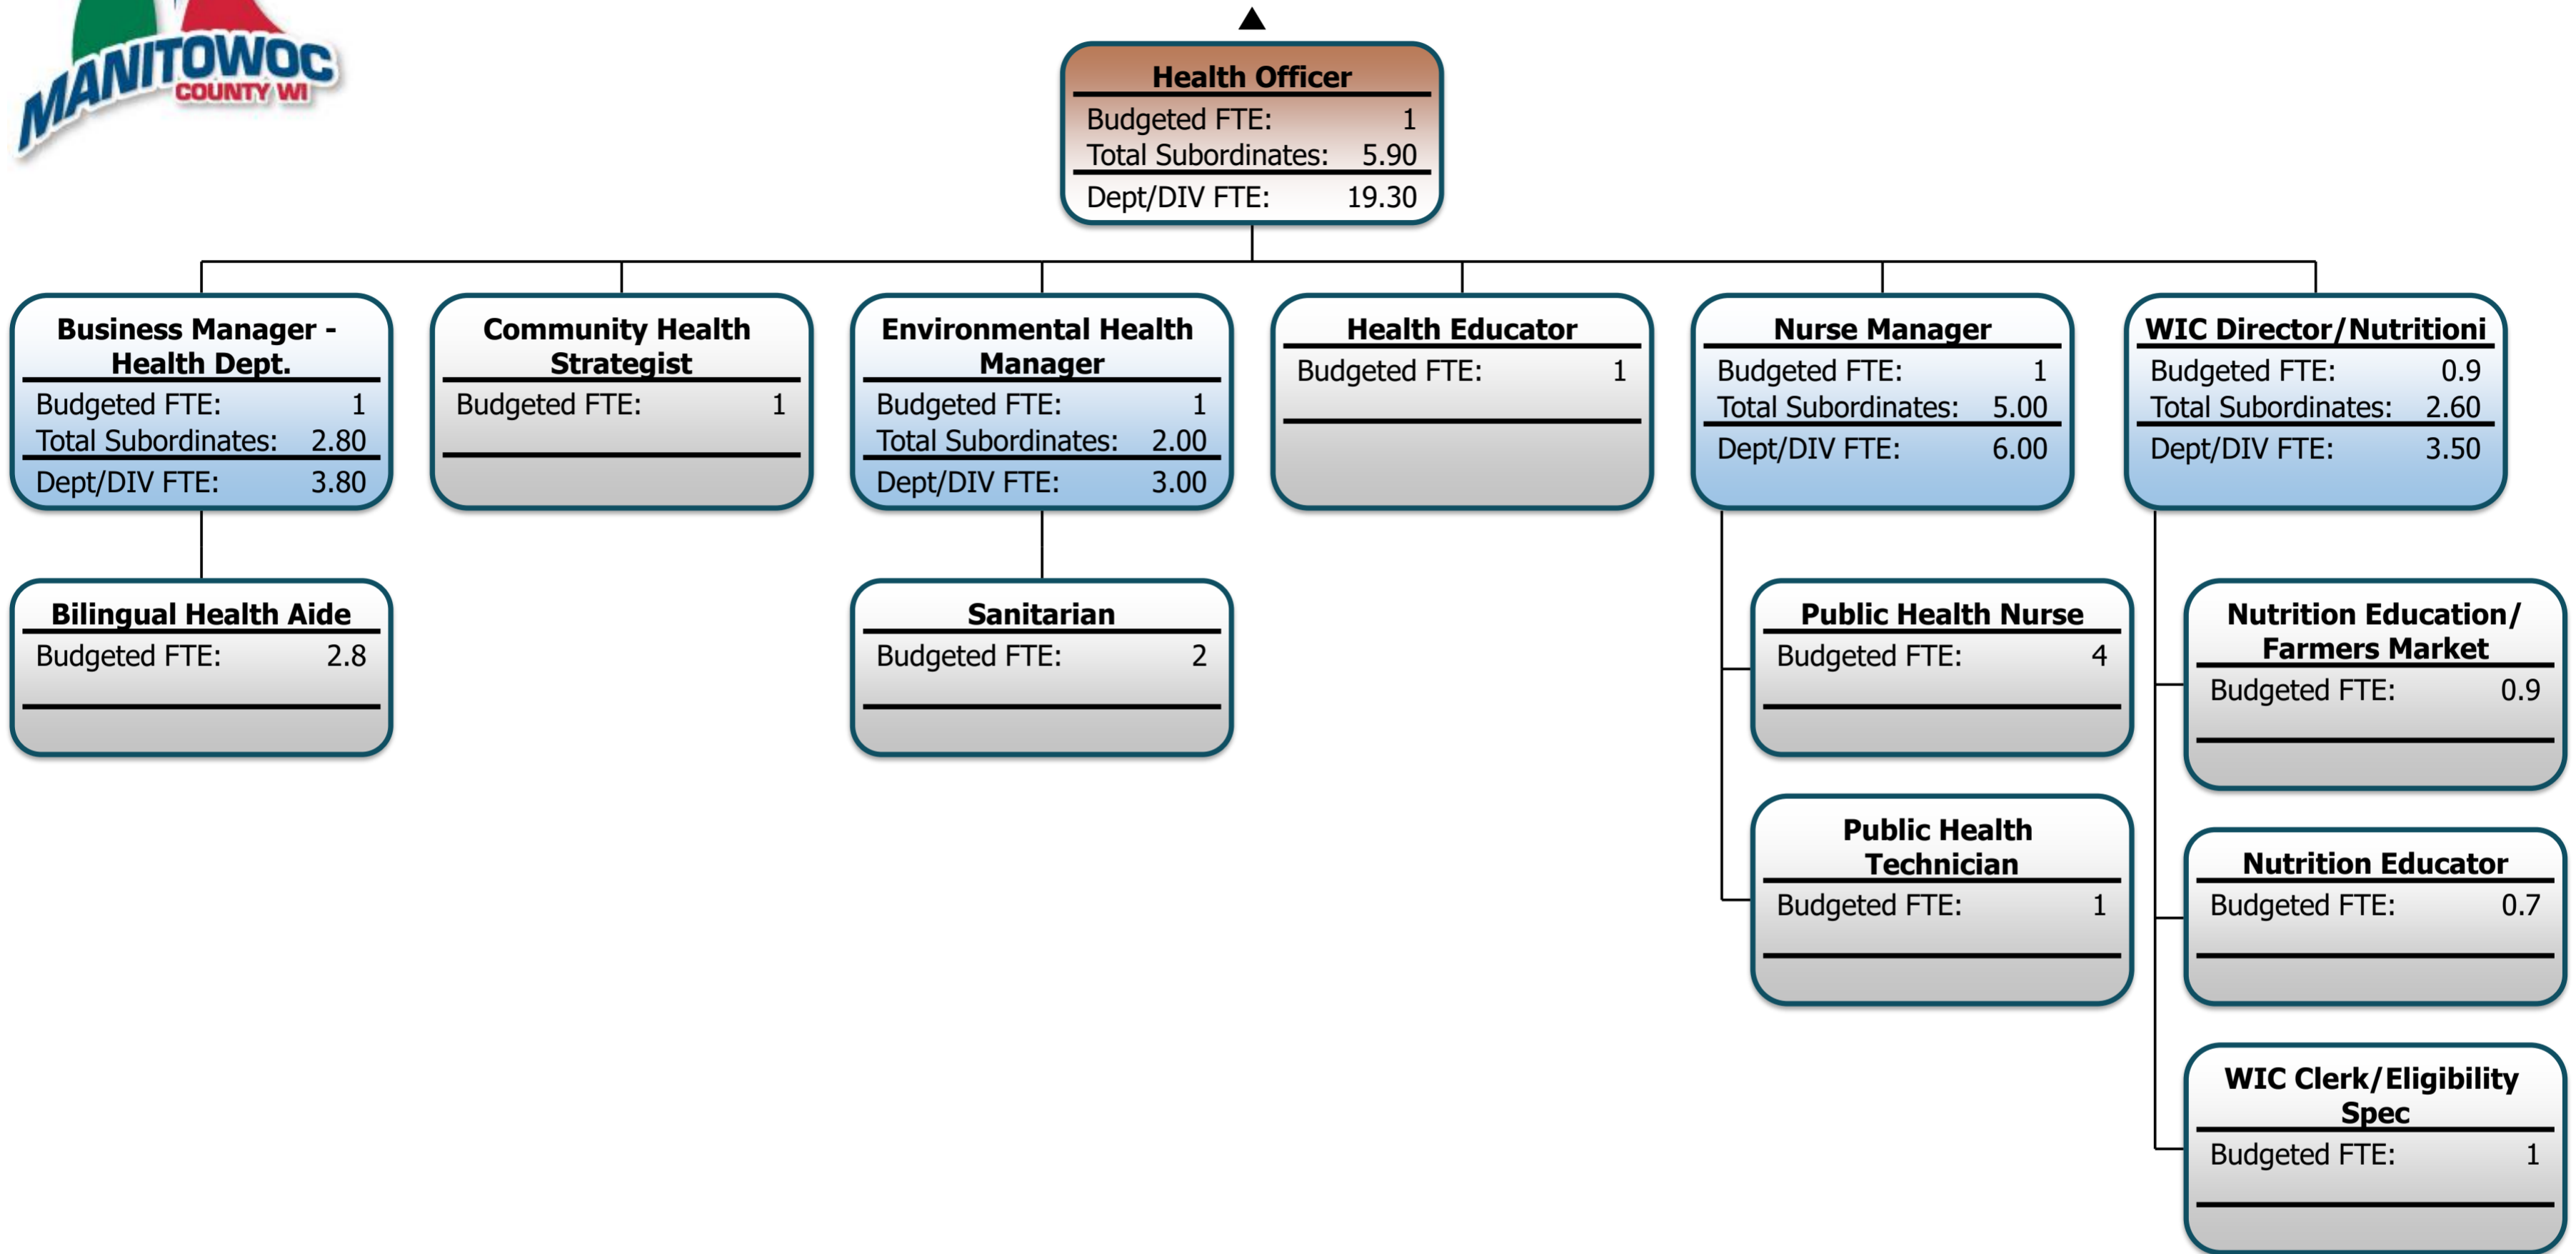 MANITOWOC
COUNTY WI
Health Officer
Budgeted FTE: 1
Total Subordinates: 5.90
Dept/DIV FTE: 19.30
Business Manager -
Health Dept.
Budgeted FTE: 1
Total Subordinates: 2.80
Dept/DIV FTE: 3.80
Community Health
Strategist
Budgeted FTE: 1
Environmental Health
Manager
Budgeted FTE: 1
Total Subordinates: 2.00
Dept/DIV FTE: 3.00
Health Educator
Budgeted FTE: 1
Nurse Manager
Budgeted FTE: 1
Total Subordinates: 5.00
Dept/DIV FTE: 6.00
WIC Director/Nutritioni
Budgeted FTE: 0.9
Total Subordinates: 2.60
Dept/DIV FTE: 3.50
Bilingual Health Aide
Budgeted FTE: 2.8
Sanitarian
Budgeted FTE: 2
Public Health Nurse
Budgeted FTE: 4
Public Health
Technician
Budgeted FTE: 1
Nutrition Education/
Farmers Market
Budgeted FTE: 0.9
Nutrition Educator
Budgeted FTE: 0.7
WIC Clerk/Eligibility
Spec
Budgeted FTE: 1